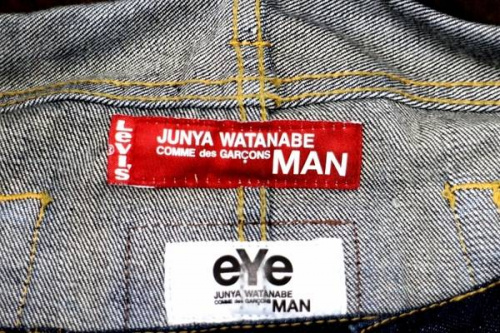 Levi's
®
JUNYA WATANABE
COMME des GARÇONS MAN
eYe
JUNYA WATANABE
COMME des GARÇONS MAN